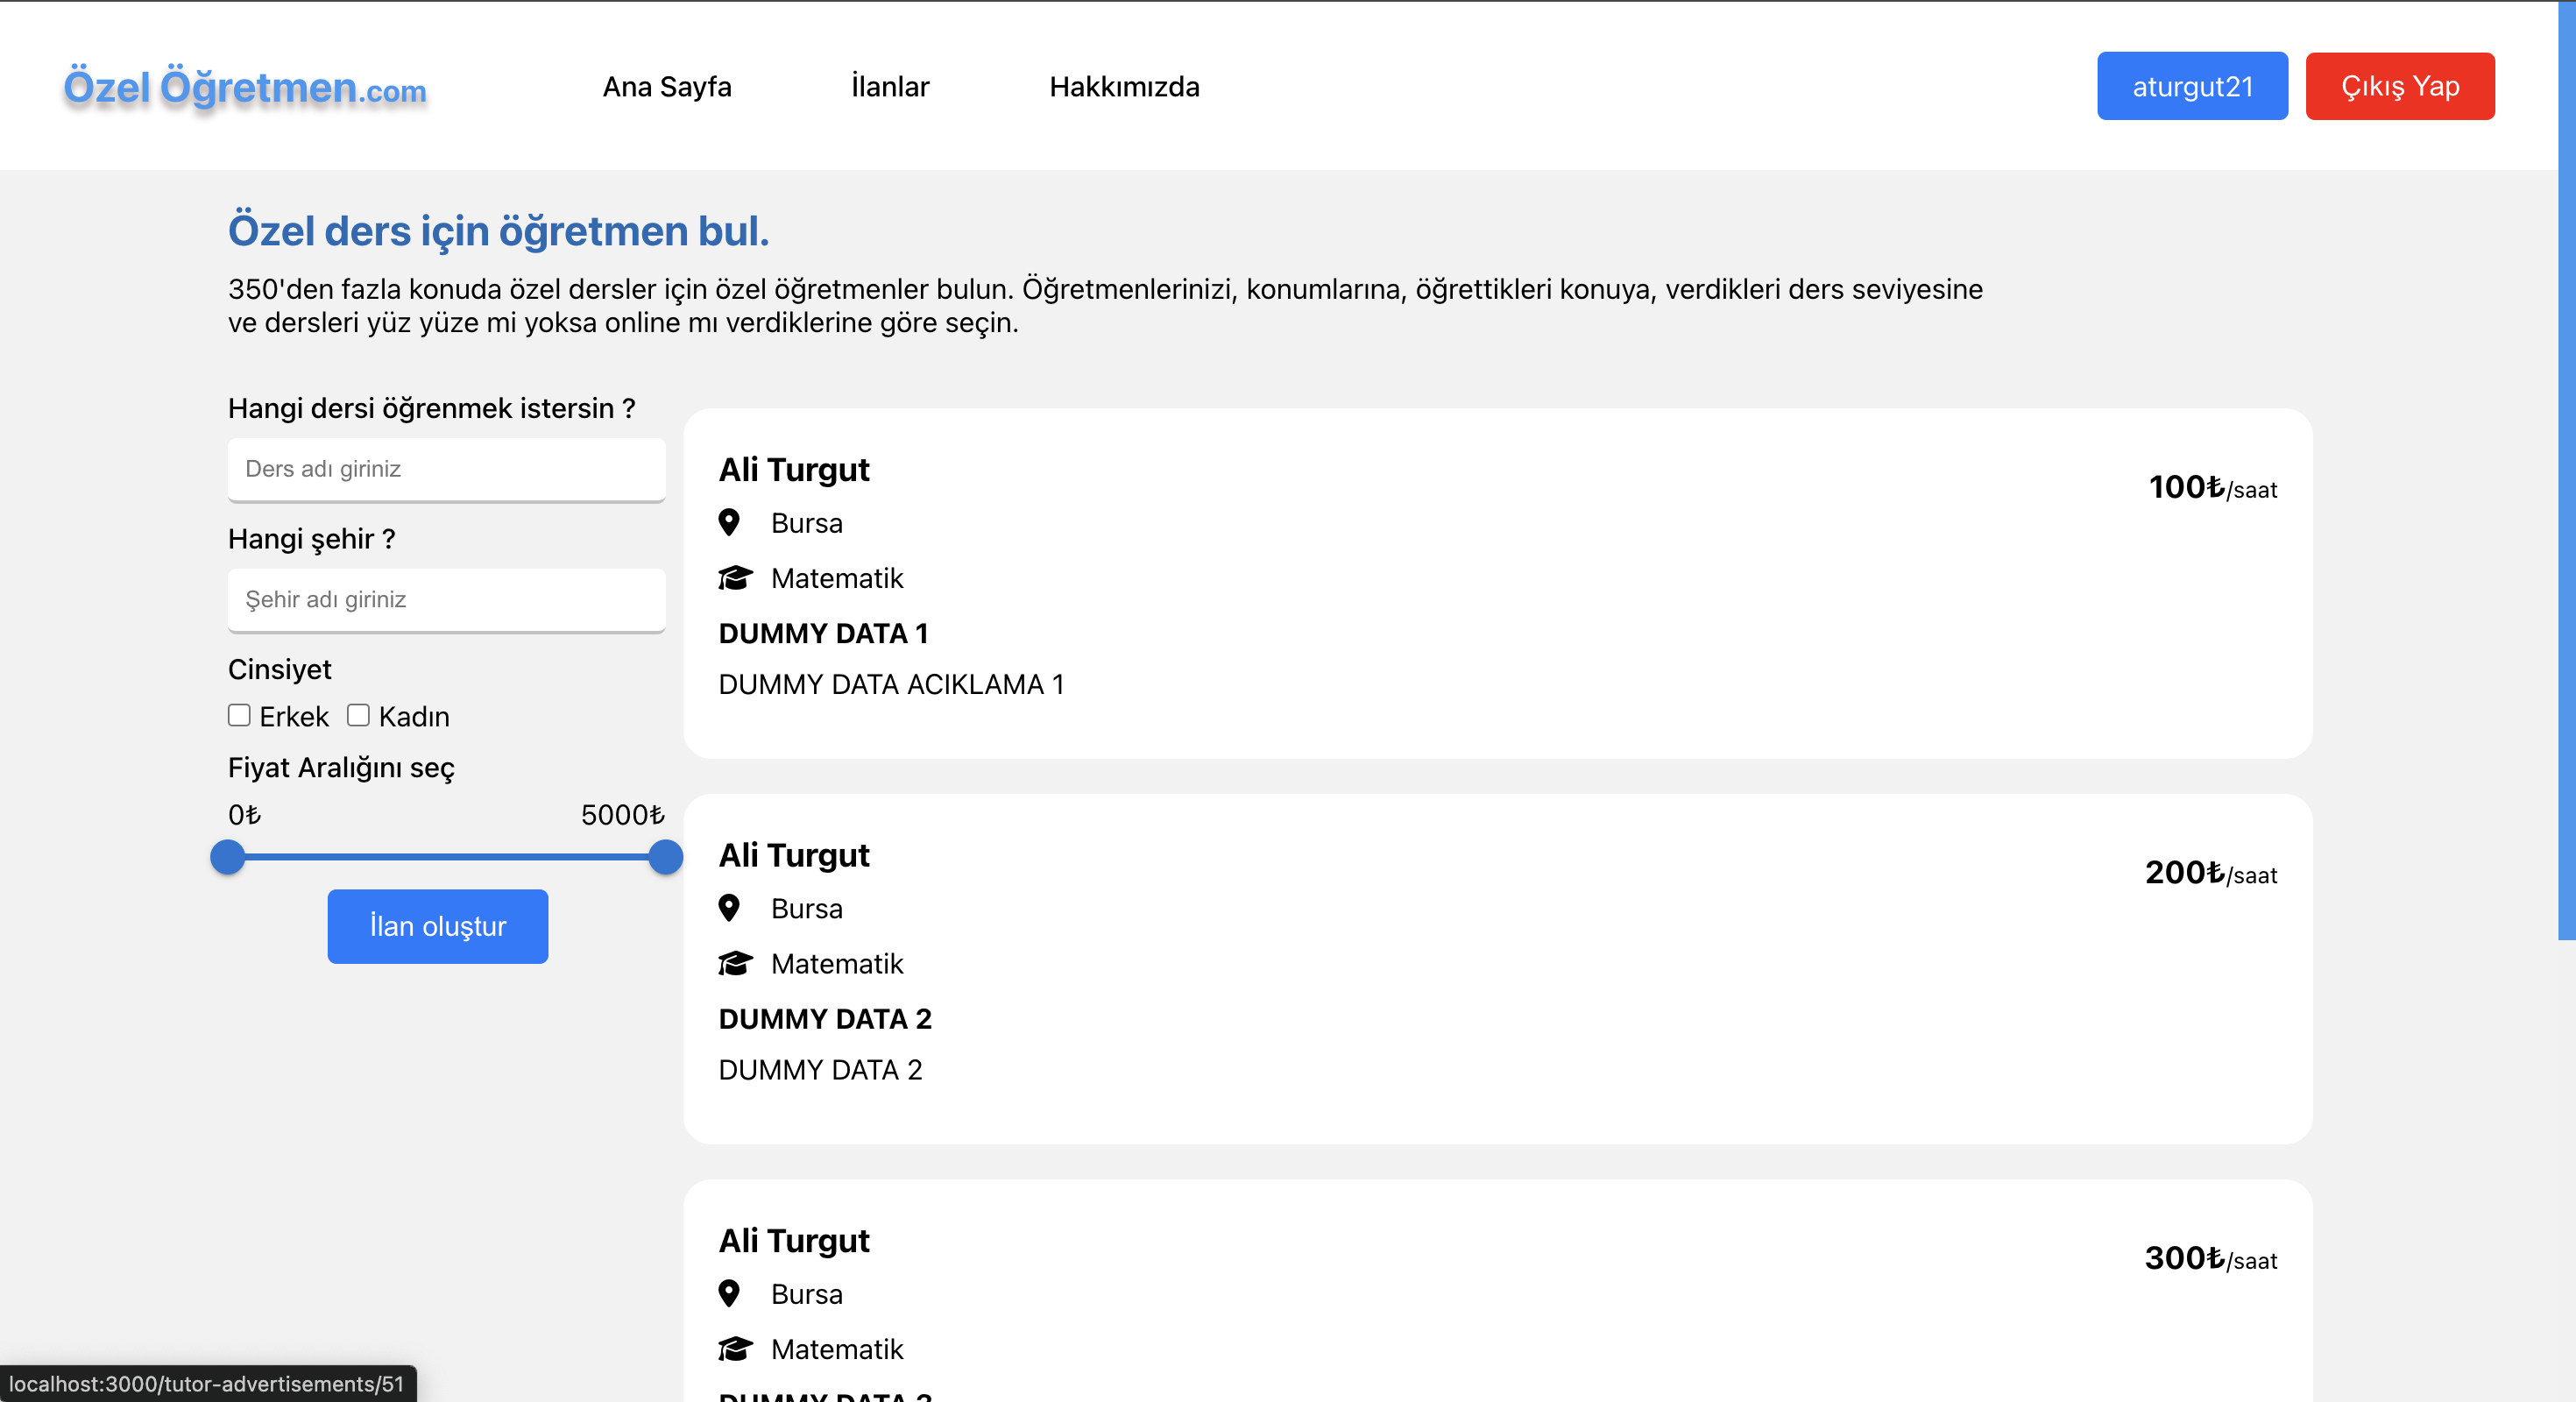 Özel Öğretmen.com
Ana Sayfa
İlanlar
Hakkımızda
aturgut21
Çıkış Yap
Özel ders için öğretmen bul.
350'den fazla konuda özel dersler için özel öğretmenler bulun. Öğretmenlerinizi, konumlarına, öğrettikleri konuya, verdikleri ders seviyesine
ve dersleri yüz yüze mi yoksa online mı verdiklerine göre seçin.
Hangi dersi öğrenmek istersin ?
Ders adı giriniz
Hangi şehir ?
Şehir adı giriniz
Cinsiyet
Erkek Kadın
Fiyat Aralığını seç
0₺ 5000₺
İlan oluştur
Ali Turgut
100₺/saat
Bursa
Matematik
DUMMY DATA 1
DUMMY DATA ACIKLAMA 1
Ali Turgut
200₺/saat
Bursa
Matematik
DUMMY DATA 2
DUMMY DATA 2
Ali Turgut
300₺/saat
Bursa
Matematik
DUMMY DATA 3
localhost:3000/tutor-advertisements/51